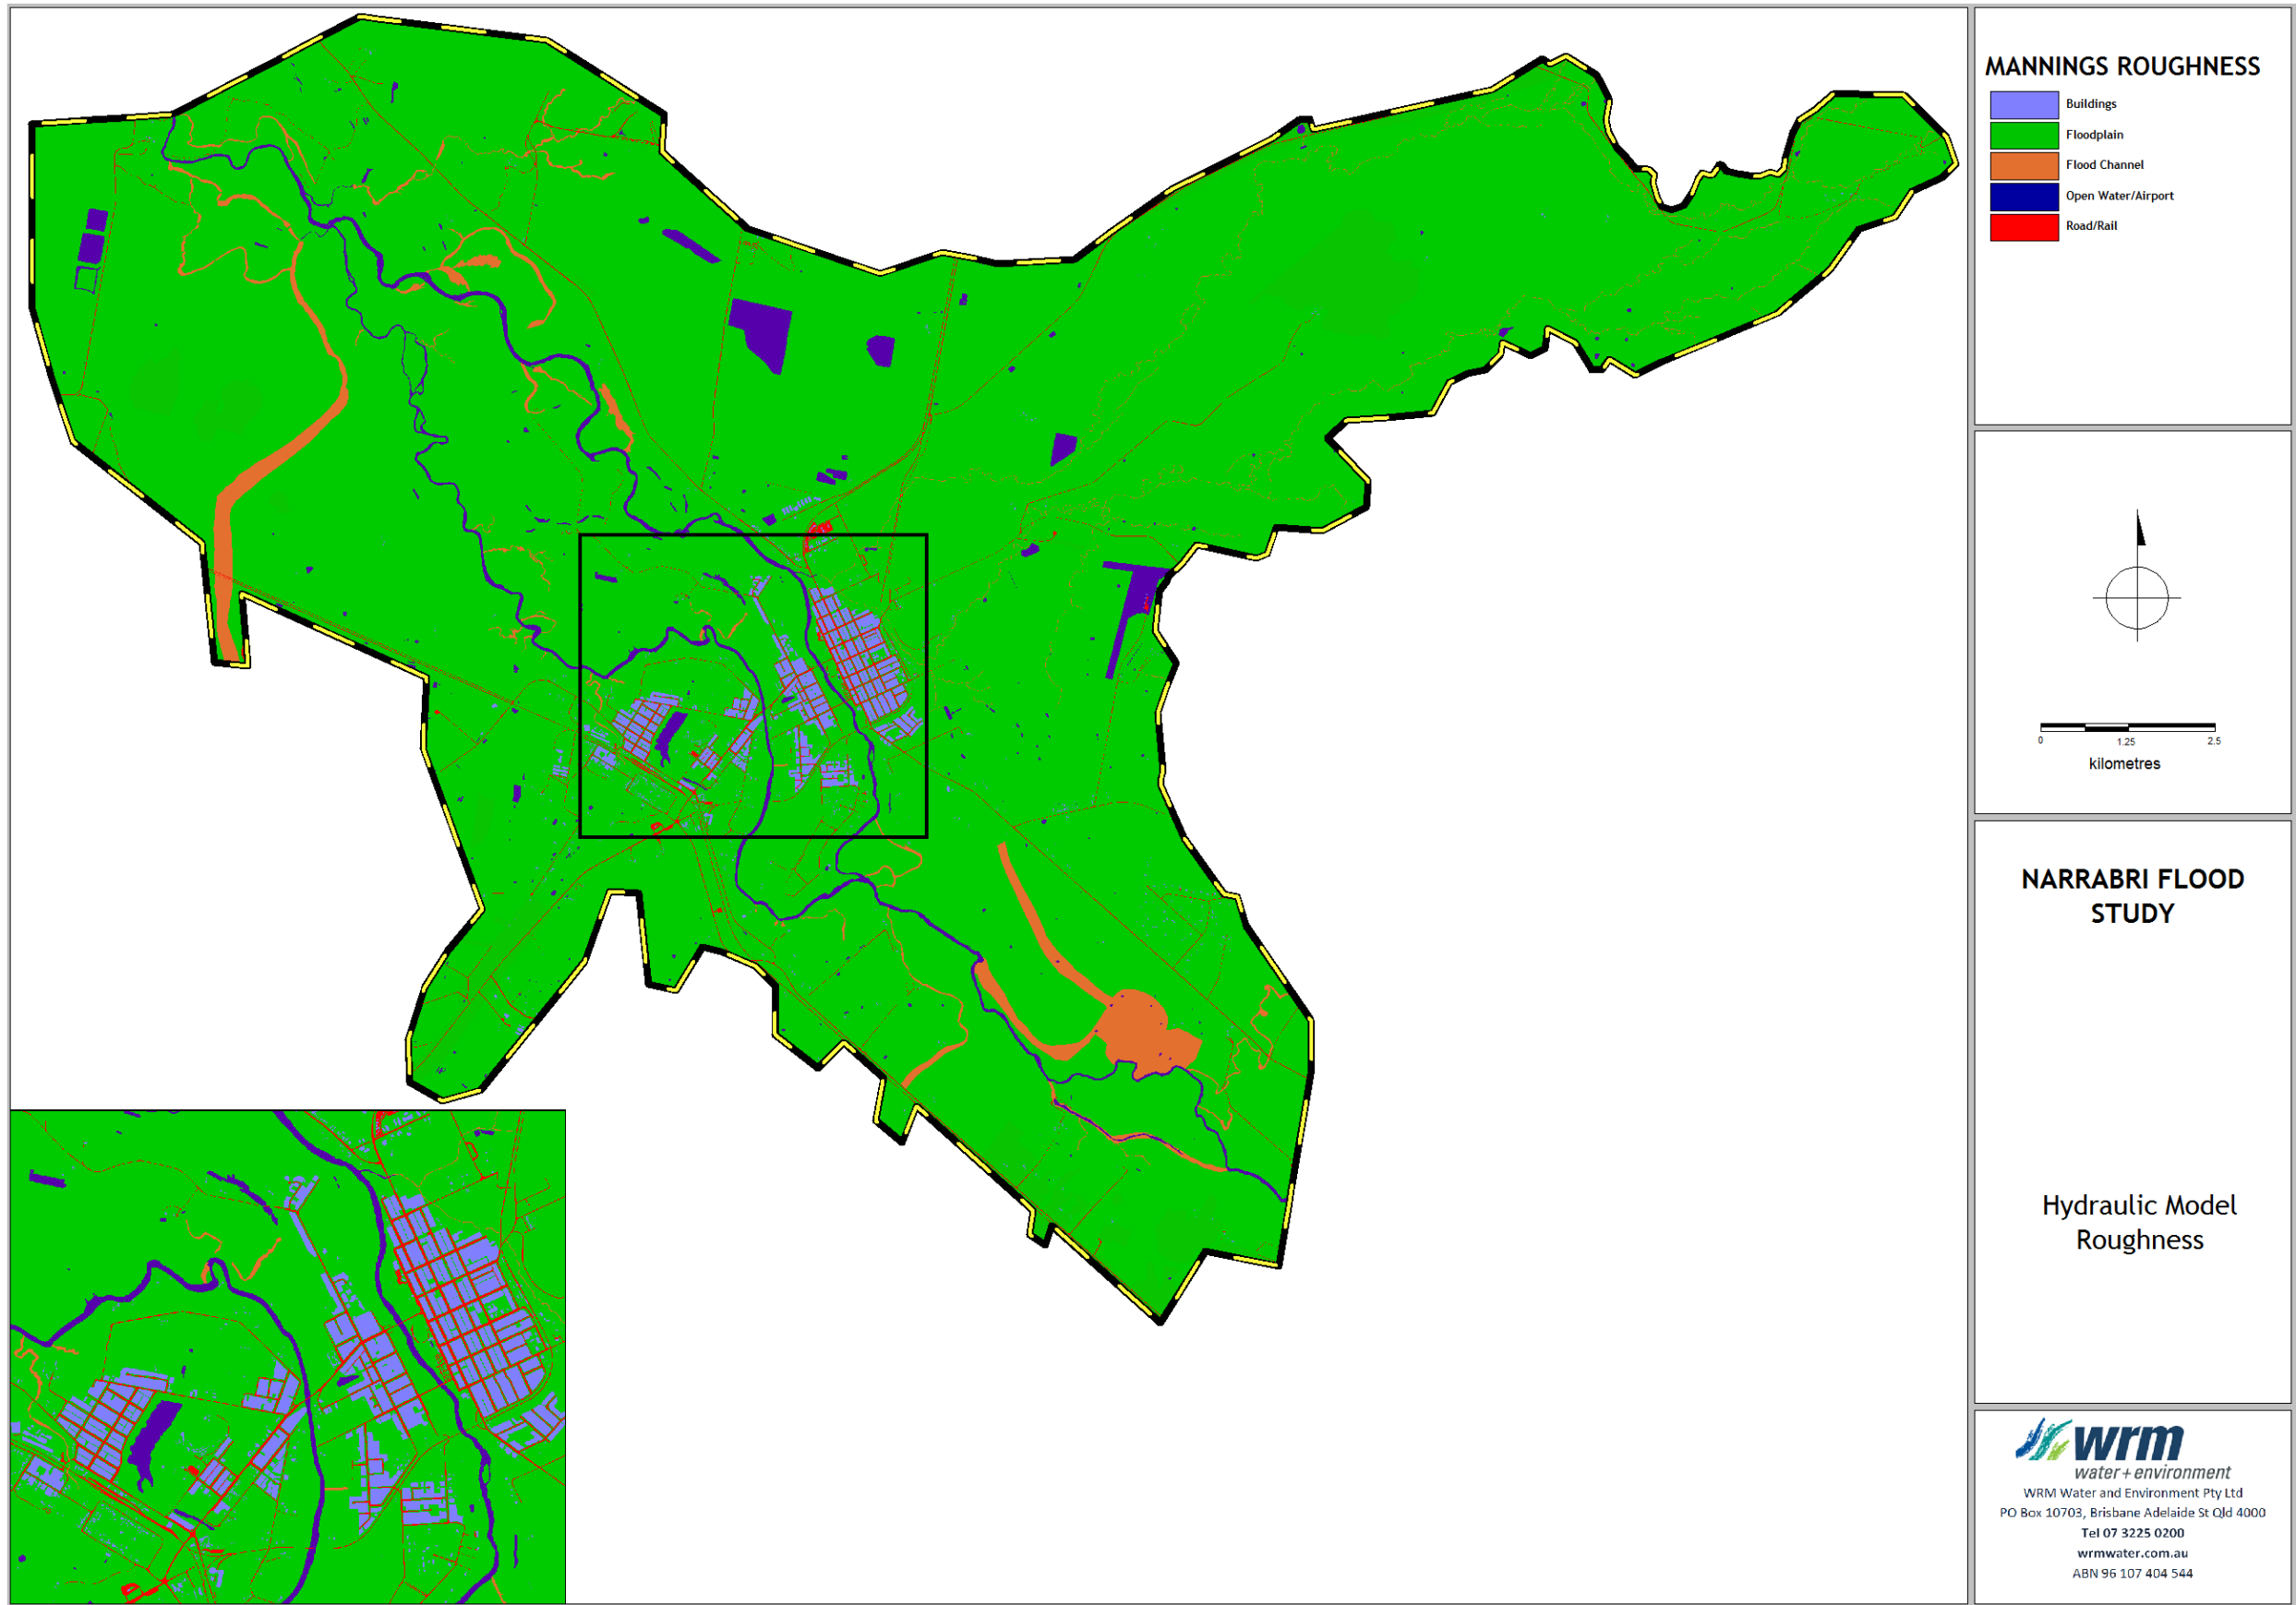 MANNINGS ROUGHNESS
Buildings
Floodplain
Flood Channel
Open Water/Airport
Road/Rail
0 1.25 2.5
kilometres
NARRABRI FLOOD
STUDY
Hydraulic Model
Roughness
wrm
water+environment
WRM Water and Environment Pty Ltd
PO Box 10703, Brisbane Adelaide St Qld 4000
Tel 07 3225 0200
wrmwater.com.au
ABN 96 107 404 544